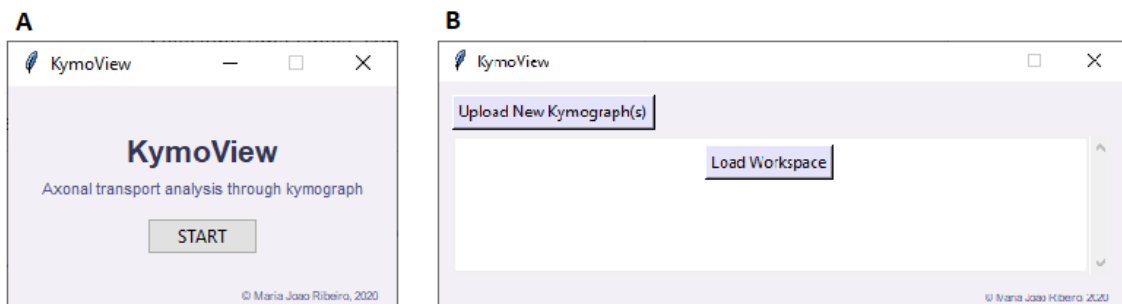 A
KymoView
KymoView
Axonal transport analysis through kymograph
START
© Maria Joao Ribeiro, 2020
B
KymoView
Upload New Kymograph(s)
Load Workspace
© Maria Joao Ribeiro, 2020